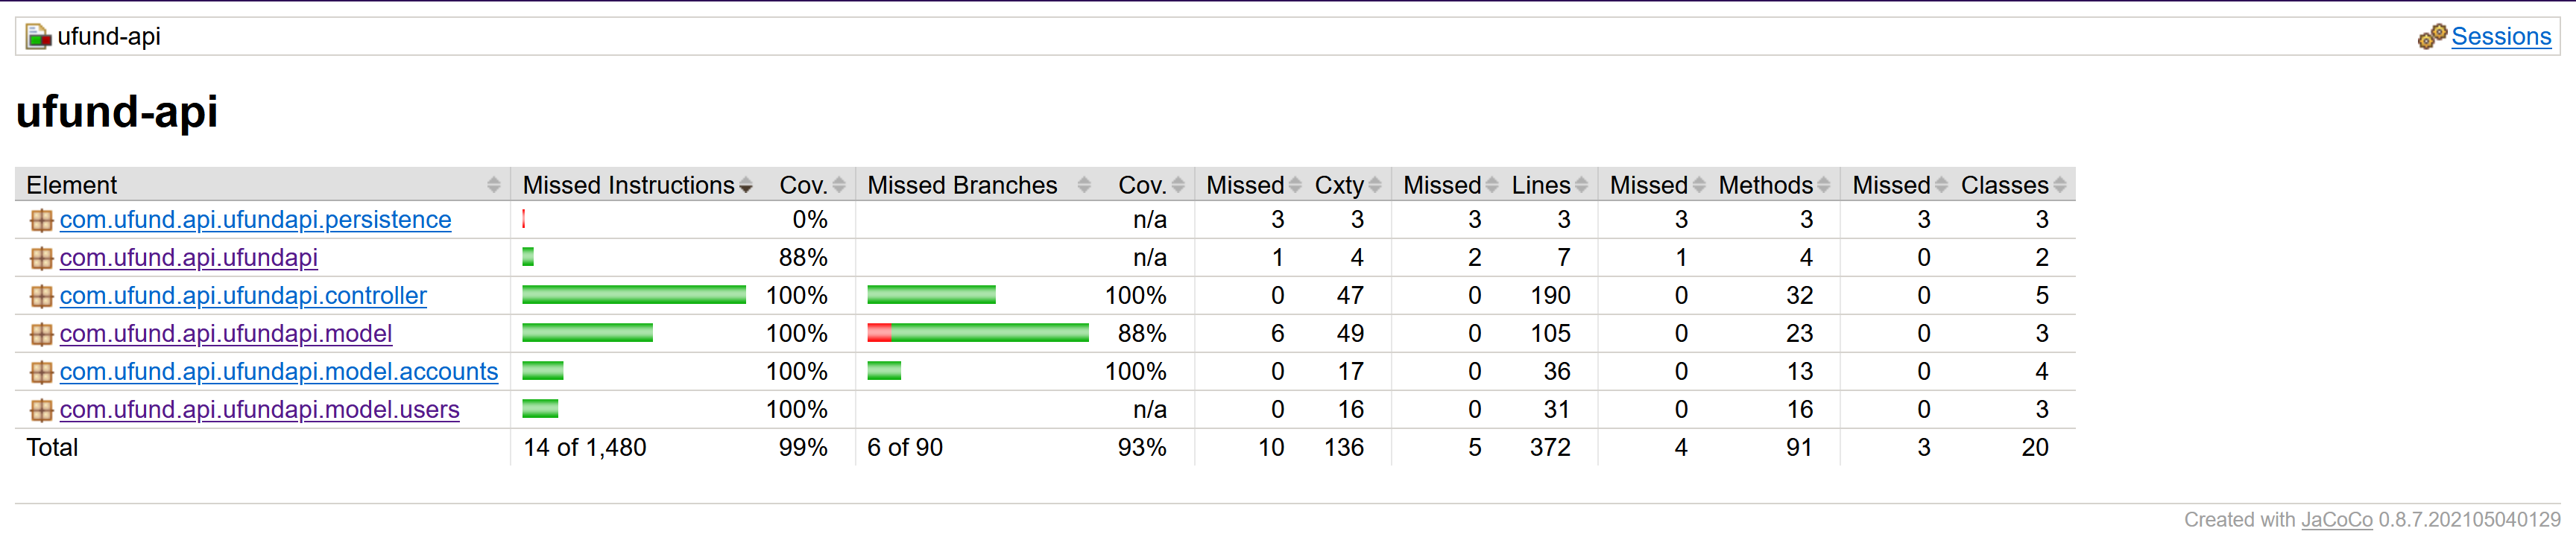 ufund-api Sessions
ufund-api
Element Missed Instructions Cov. Missed Branches Cov. Missed Cxty Missed Lines Missed Methods Missed Classes
com.ufund.api.ufundapi.persistence 0% n/a 3 3 3 3 3 3 3 3
com.ufund.api.ufundapi 88% n/a 1 4 2 7 1 4 0 2
com.ufund.api.ufundapi.controller 100% 100% 0 47 0 190 0 32 0 5
com.ufund.api.ufundapi.model 100% 88% 6 49 0 105 0 23 0 3
com.ufund.api.ufundapi.model.accounts 100% 100% 0 17 0 36 0 13 0 4
com.ufund.api.ufundapi.model.users 100% n/a 0 16 0 31 0 16 0 3
Total 14 of 1,480 99% 6 of 90 93% 10 136 5 372 4 91 3 20
Created with JaCoCo 0.8.7.202105040129